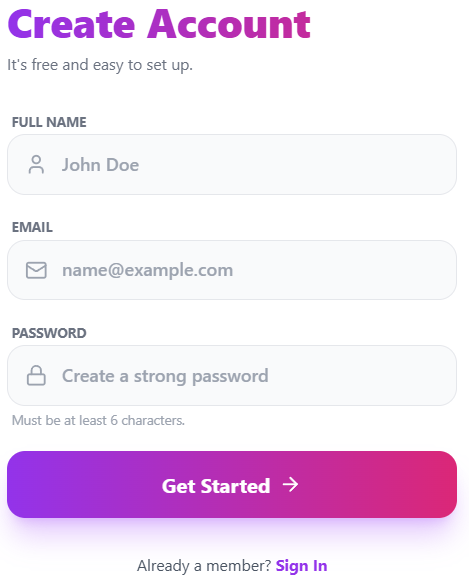 Create Account
It's free and easy to set up.
FULL NAME
John Doe
EMAIL
name@example.com
PASSWORD
Create a strong password
Must be at least 6 characters.
Get Started →
Already a member? Sign In